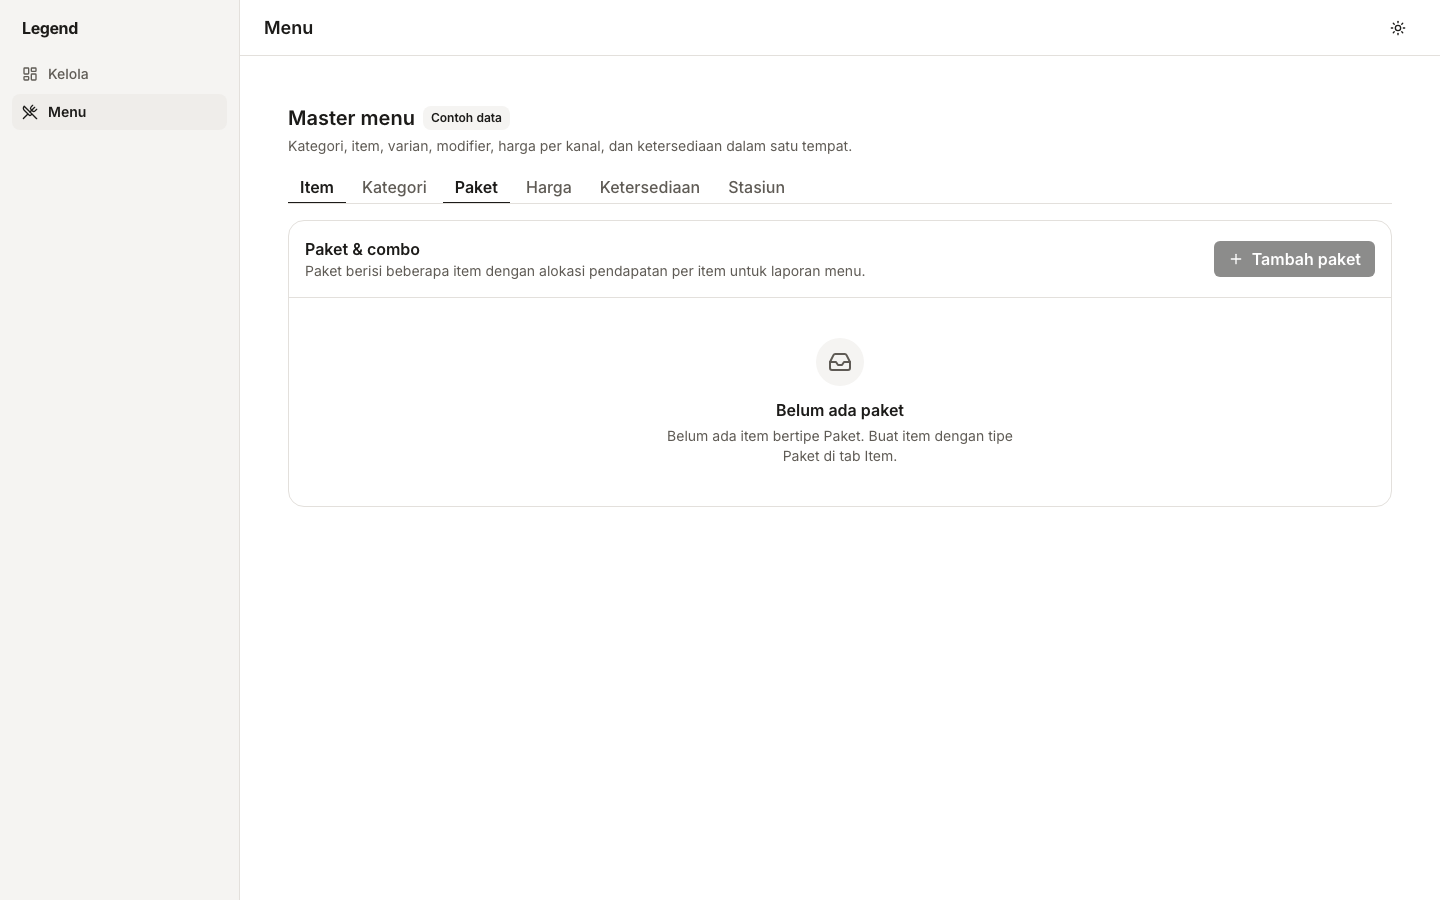 Legend
Menu
Kelola
Menu
Master menu
Contoh data
Kategori, item, varian, modifier, harga per kanal, dan ketersediaan dalam satu tempat.
Item
Kategori
Paket
Harga
Ketersediaan
Stasiun
Paket & combo
Paket berisi beberapa item dengan alokasi pendapatan per item untuk laporan menu.
Tambah paket
Belum ada paket
Belum ada item bertipe Paket. Buat item dengan tipe
Paket di tab Item.